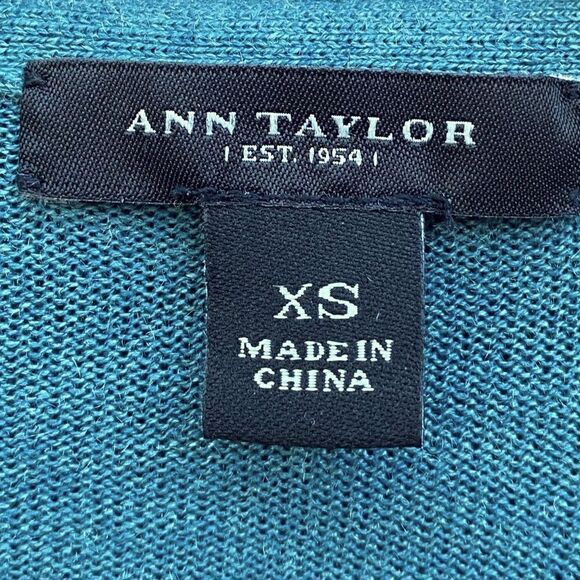 ANN TAYLOR
| EST. 1954 |
XS
MADE IN
CHINA